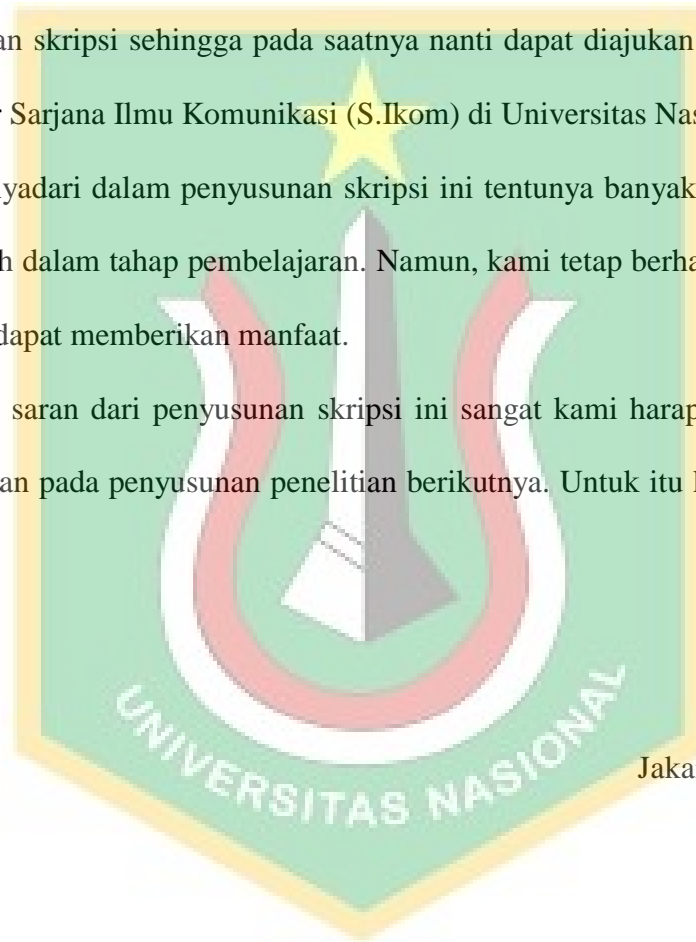 an skripsi sehingga pada saatnya nanti dapat diajukan
Sarjana Ilmu Komunikasi (S.Ikom) di Universitas Nas
yadari dalam penyusunan skripsi ini tentunya banyak
h dalam tahap pembelajaran. Namun, kami tetap berha
dapat memberikan manfaat.
saran dari penyusunan skripsi ini sangat kami harap
an pada penyusunan penelitian berikutnya. Untuk itu
UNIVERSITAS NASIONAL
Jaka